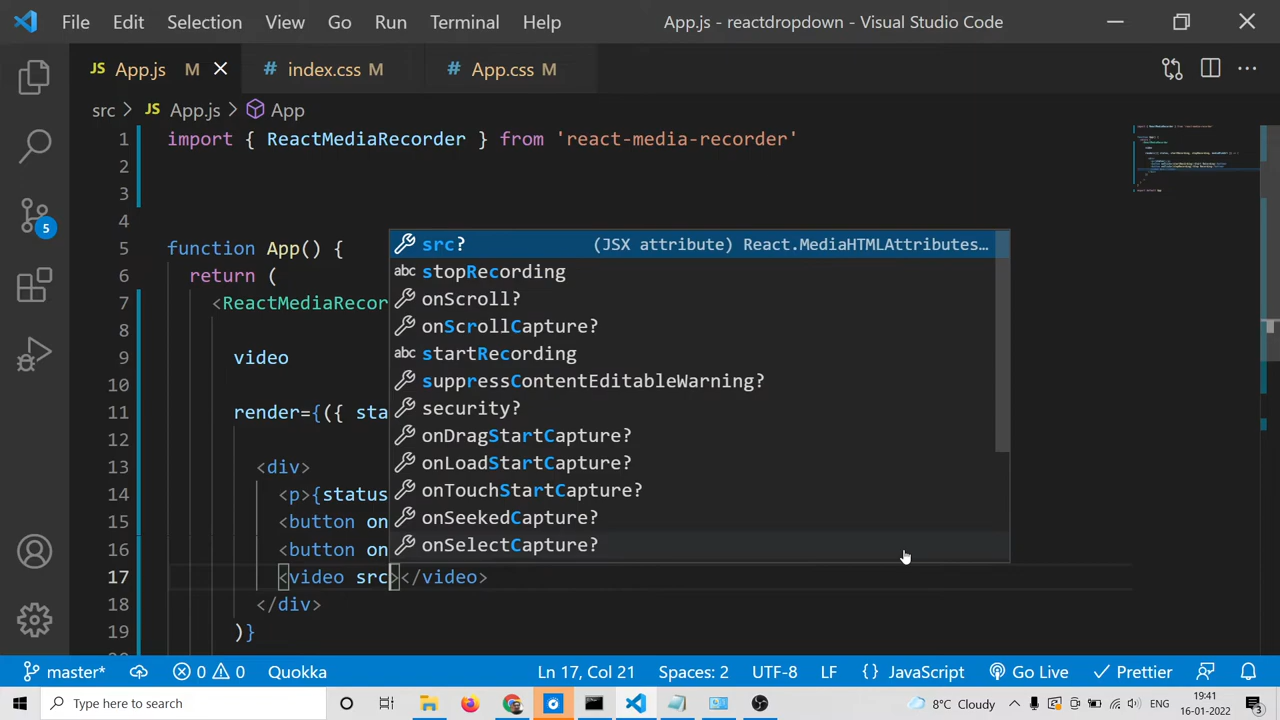 File Edit Selection View Go Run Terminal Help App.js - reactdropdown - Visual Studio Code
JS App.js M # index.css M # App.css M
src > JS App.js > App
1 import { ReactMediaRecorder } from 'react-media-recorder'
2
3
4
5 function App() {
6 return (
7 <ReactMediaRecor
8
9 video
10
11 render={({ sta
12
13 <div>
14 <p>{status
15 <button on
16 <button on
17 <video src></video>
18 </div>
19 )}
src? (JSX attribute) React.MediaHTMLAttributes…
abc stopRecording
onScroll?
onScrollCapture?
abc startRecording
suppressContentEditableWarning?
security?
onDragStartCapture?
onLoadStartCapture?
onTouchStartCapture?
onSeekedCapture?
onSelectCapture?
5
master* 0 0 Quokka Ln 17, Col 21 Spaces: 2 UTF-8 LF {} JavaScript Go Live Prettier
Type here to search 8°C Cloudy ENG 19:41
16-01-2022 3